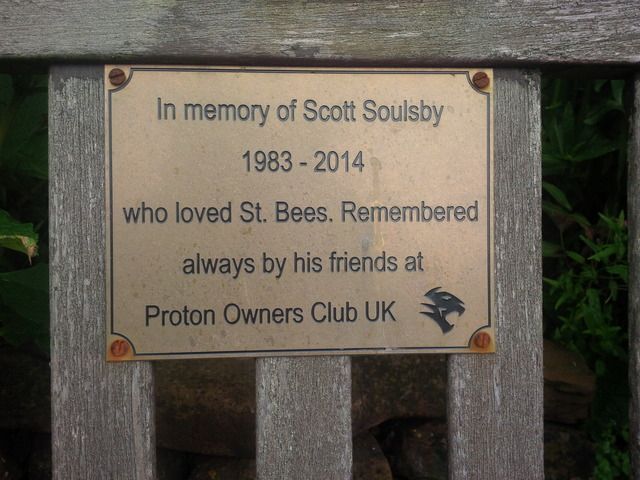 In memory of Scott Soulsby
1983 - 2014
who loved St. Bees. Remembered
always by his friends at
Proton Owners Club UK